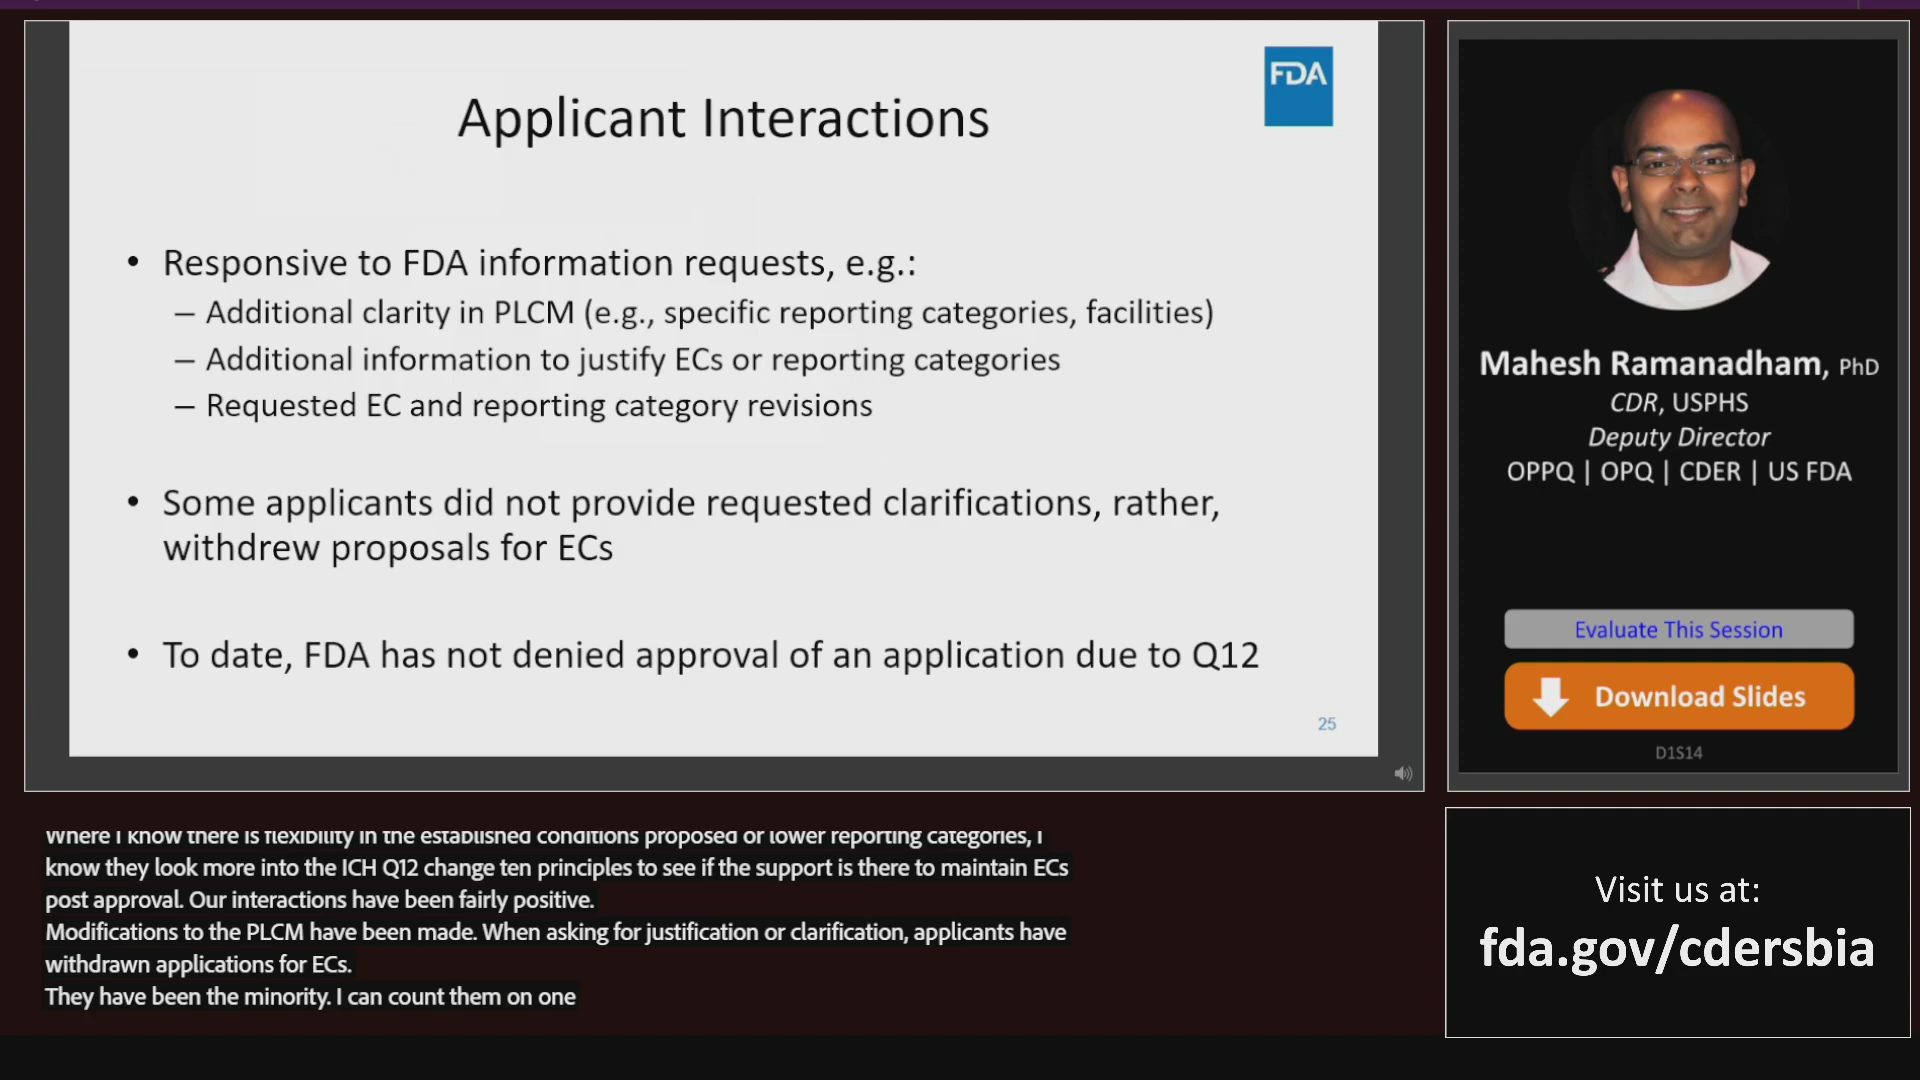 FDA
Applicant Interactions
• Responsive to FDA information requests, e.g.:
– Additional clarity in PLCM (e.g., specific reporting categories, facilities)
– Additional information to justify ECs or reporting categories
– Requested EC and reporting category revisions
• Some applicants did not provide requested clarifications, rather,
withdrew proposals for ECs
• To date, FDA has not denied approval of an application due to Q12
25
Mahesh Ramanadham, PhD
CDR, USPHS
Deputy Director
OPPQ | OPQ | CDER | US FDA
Evaluate This Session
Download Slides
D1S14
Where I know there is flexibility in the established conditions proposed or lower reporting categories, I
know they look more into the ICH Q12 change ten principles to see if the support is there to maintain ECs
post approval. Our interactions have been fairly positive.
Modifications to the PLCM have been made. When asking for justification or clarification, applicants have
withdrawn applications for ECs.
They have been the minority. I can count them on one
Visit us at:
fda.gov/cdersbia